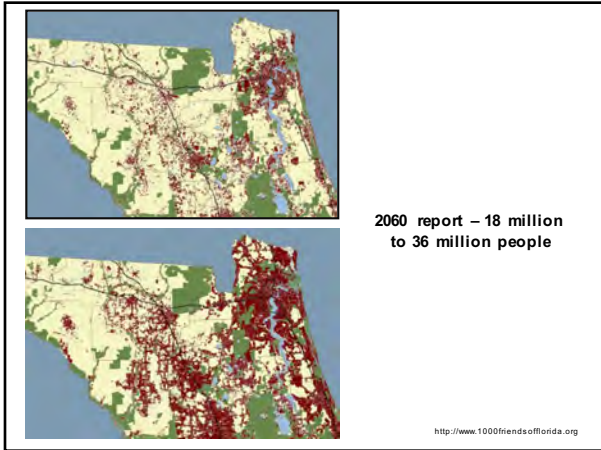 2060 report – 18 million
to 36 million people
http://www.1000friendsofflorida.org